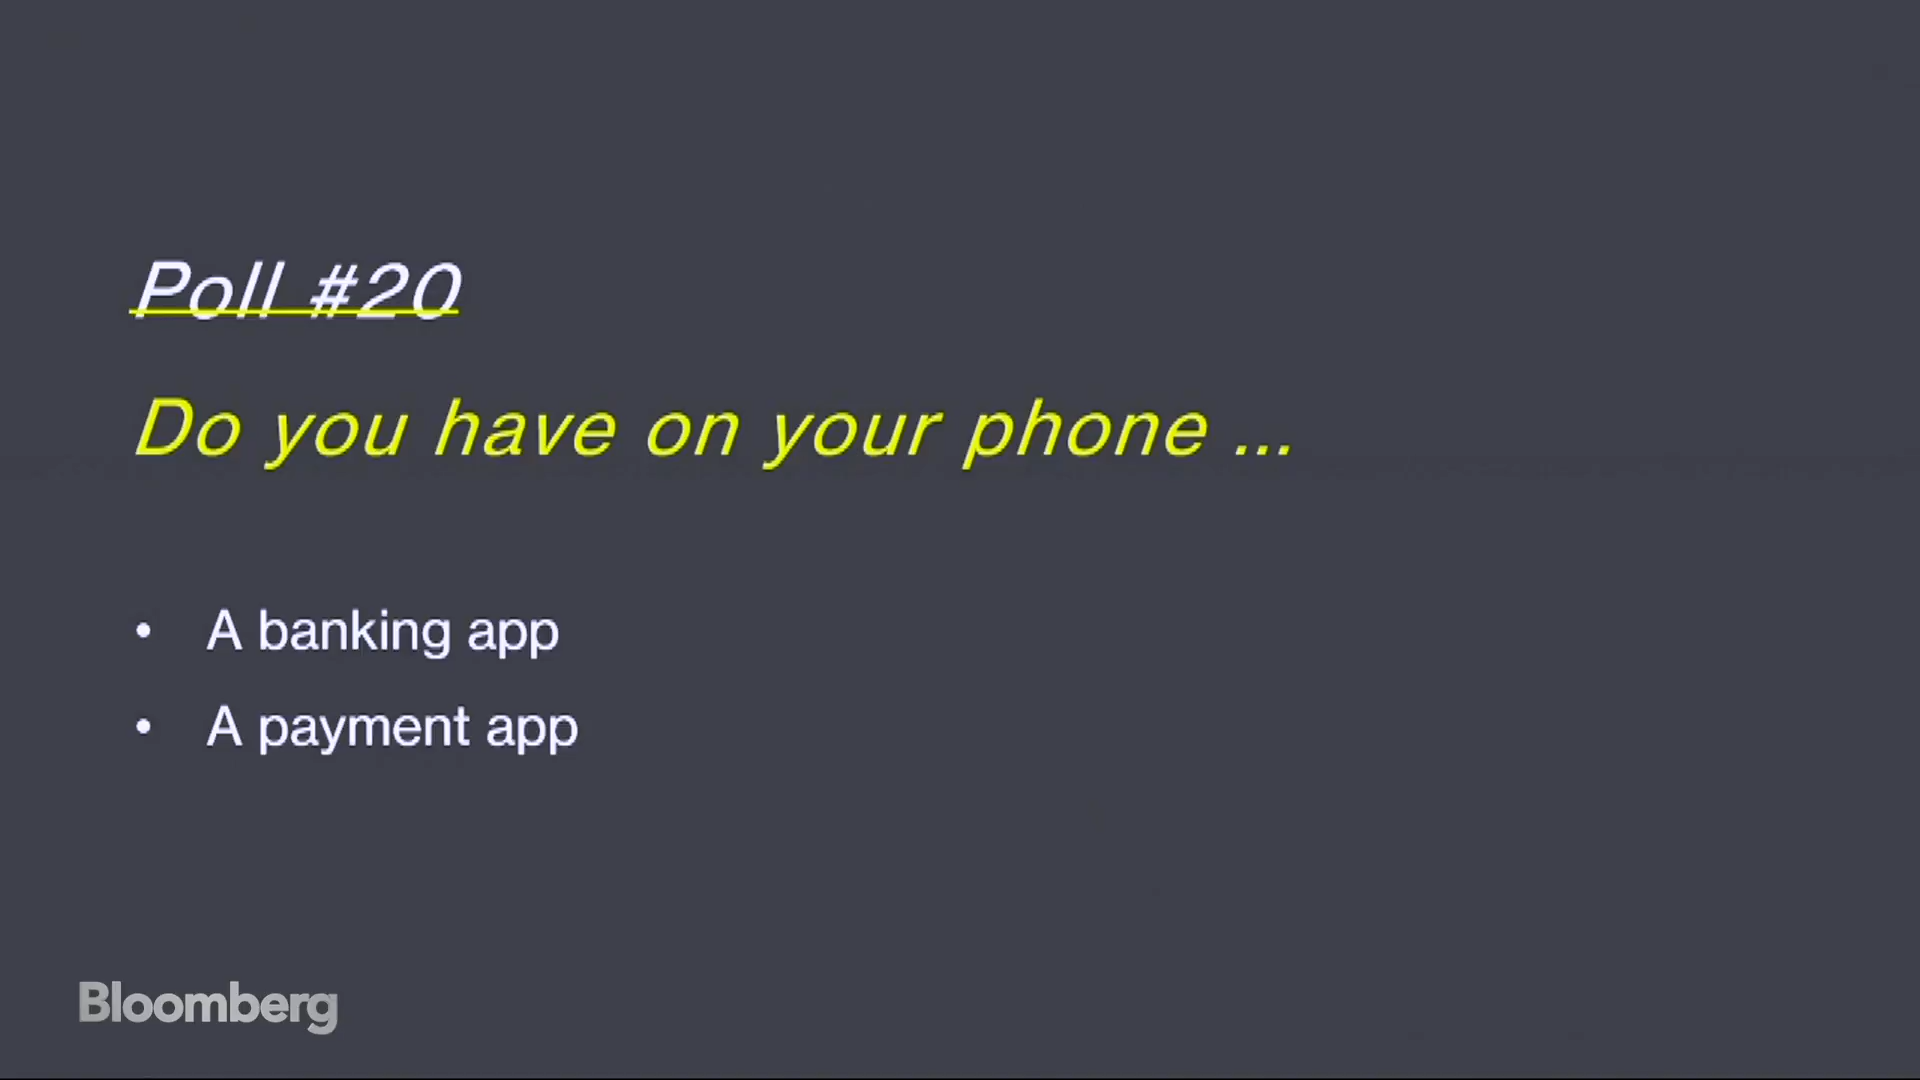 Poll #20
Do you have on your phone ...
• A banking app
• A payment app
Bloomberg